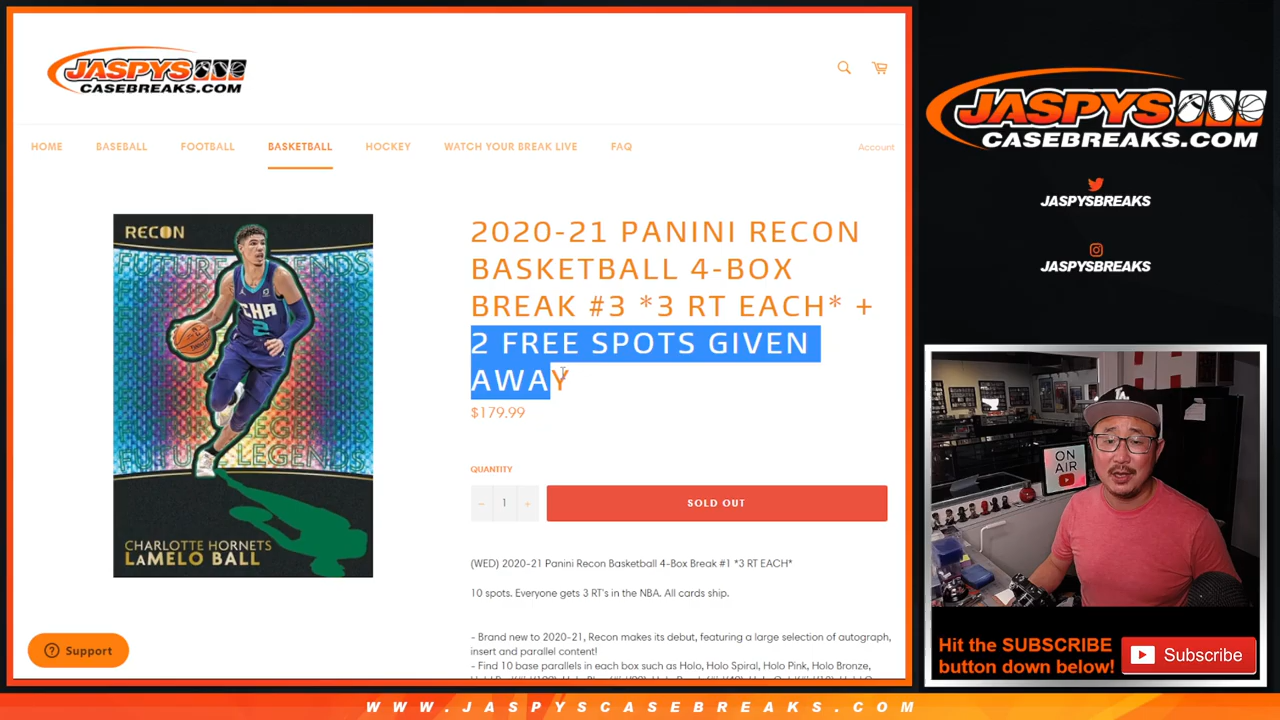 JASPYS
CASEBREAKS.COM
HOME BASEBALL FOOTBALL BASKETBALL HOCKEY WATCH YOUR BREAK LIVE FAQ Account
RECON
CHA
2
CHARLOTTE HORNETS
LAMELO BALL
2020-21 PANINI RECON
BASKETBALL 4-BOX
BREAK #3 *3 RT EACH* +
2 FREE SPOTS GIVEN
AWAY
$179.99
QUANTITY
− 1 +
SOLD OUT
(WED) 2020-21 Panini Recon Basketball 4-Box Break #1 *3 RT EACH*
10 spots. Everyone gets 3 RT's in the NBA. All cards ship.
- Brand new to 2020-21, Recon makes its debut, featuring a large selection of autograph,
insert and parallel content!
- Find 10 base parallels in each box such as Holo, Holo Spiral, Holo Pink, Holo Bronze,
Support
JASPYS
CASEBREAKS.COM
JASPYSBREAKS
JASPYSBREAKS
ON
AIR
LA
Hit the SUBSCRIBE
button down below!
Subscribe
WWW.JASPYSCASEBREAKS.COM